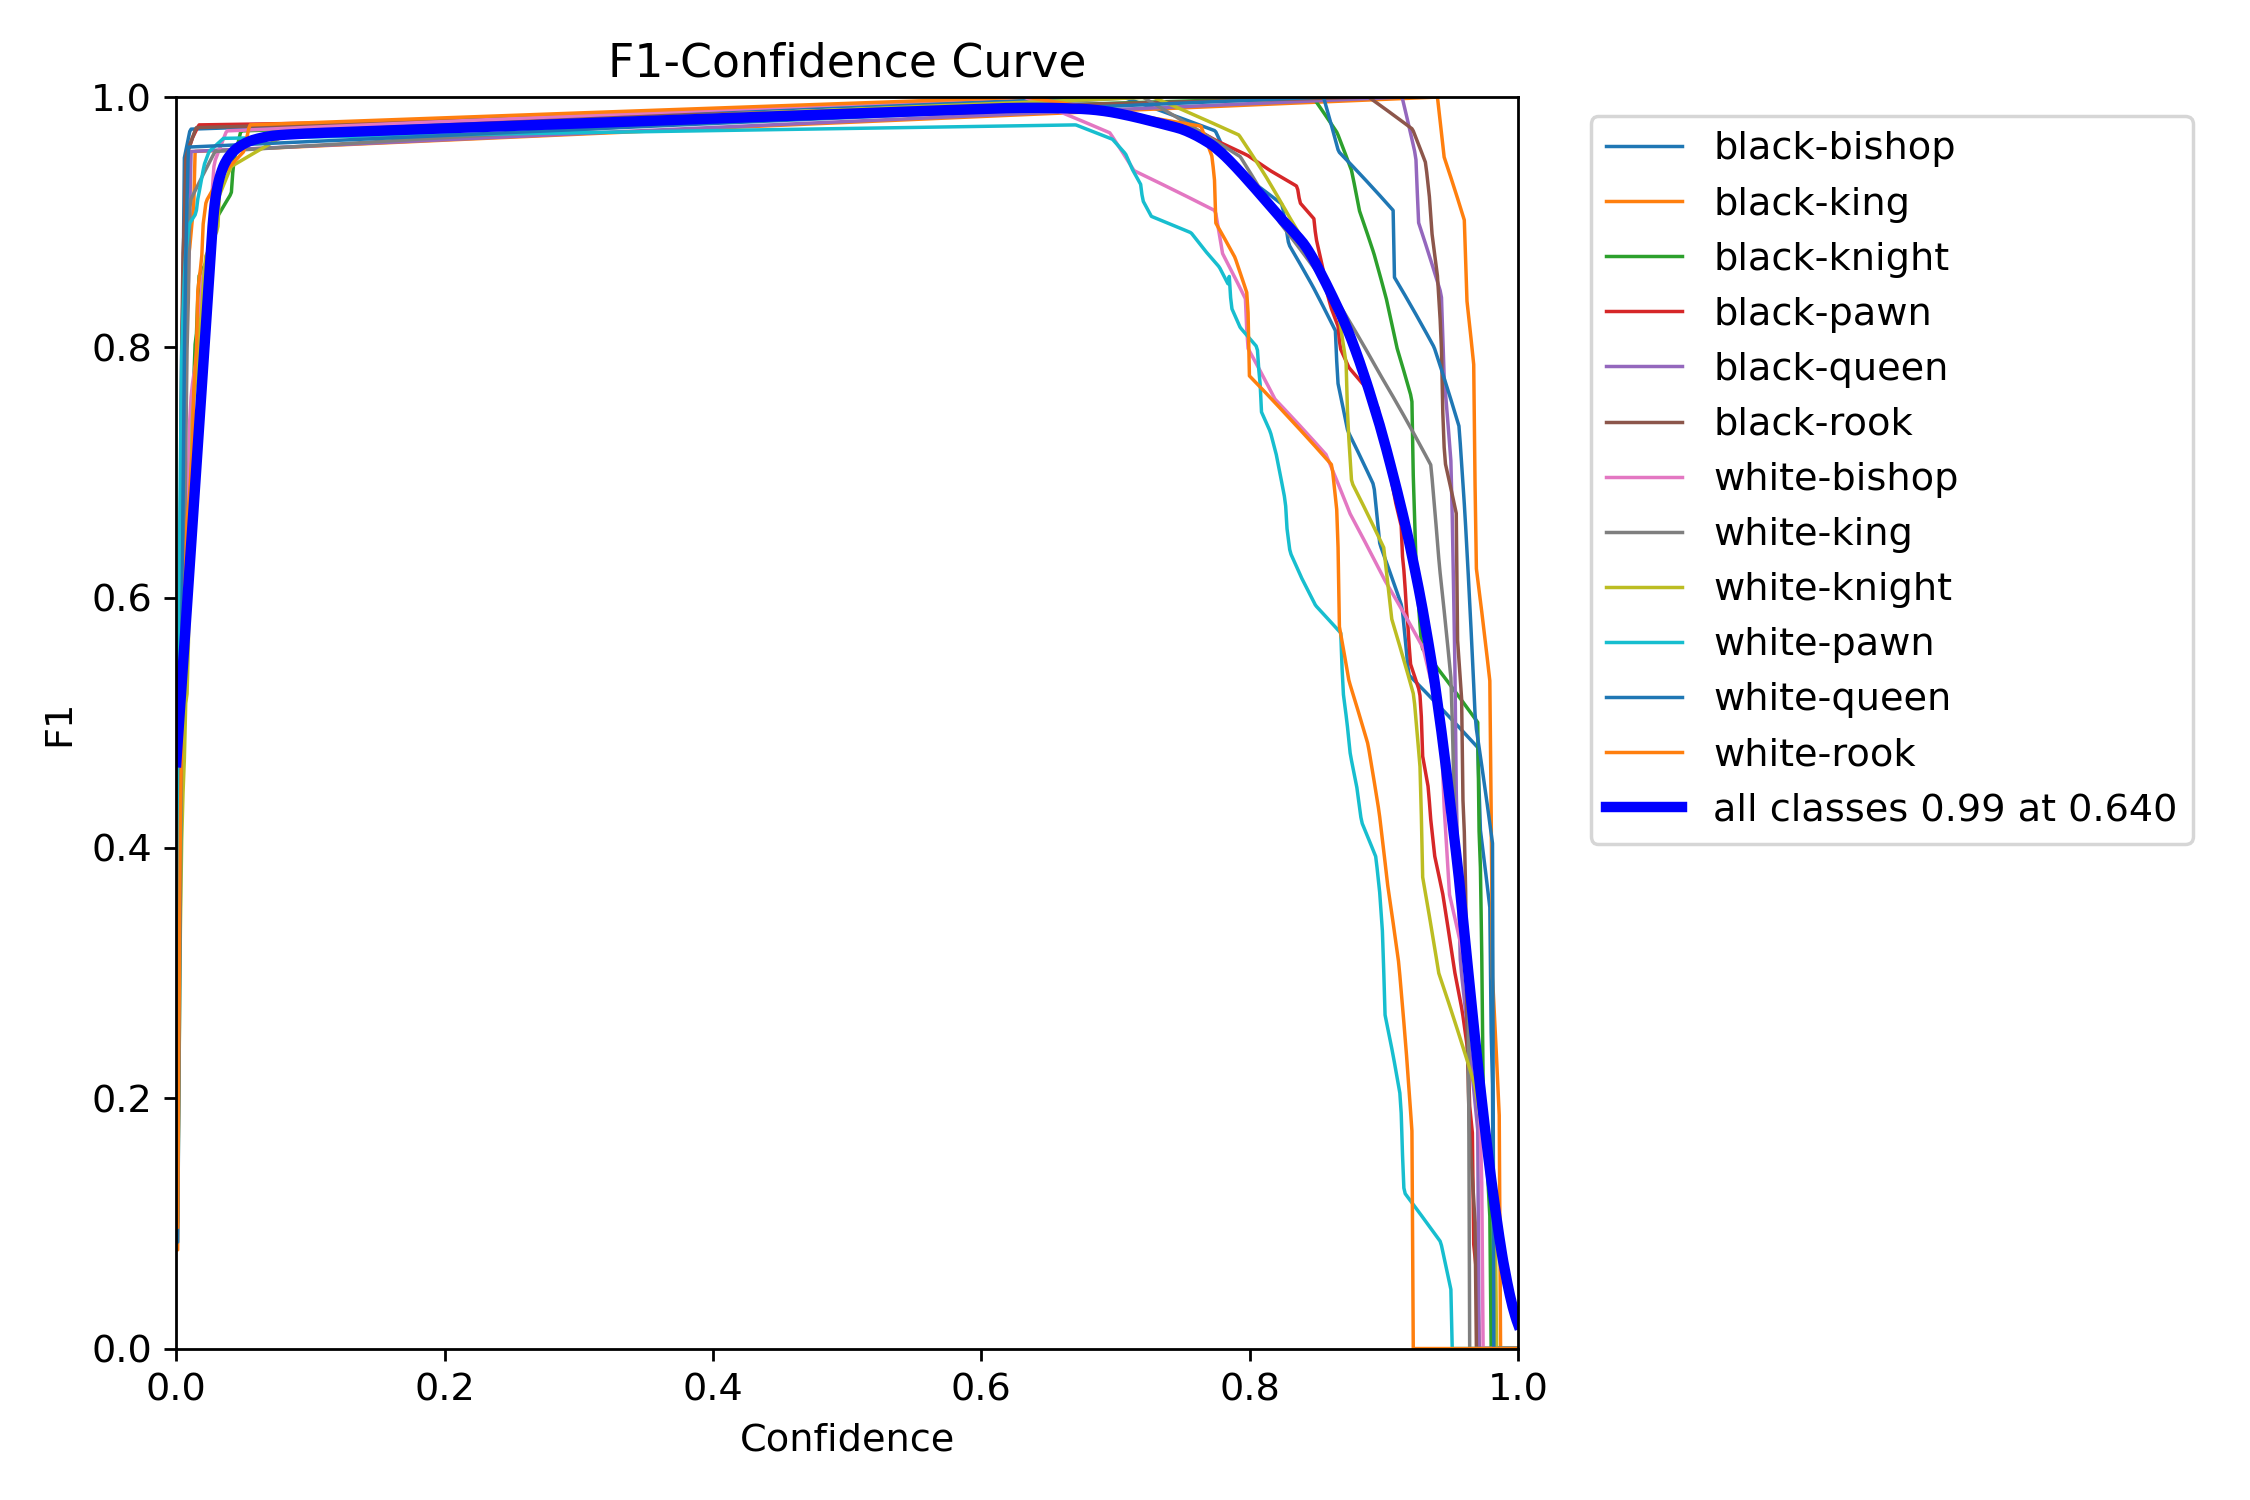 F1-Confidence Curve
1.0
0.8
0.6
0.4
0.2
0.0
F1
0.0 0.2 0.4 0.6 0.8 1.0
Confidence
black-bishop
black-king
black-knight
black-pawn
black-queen
black-rook
white-bishop
white-king
white-knight
white-pawn
white-queen
white-rook
all classes 0.99 at 0.640